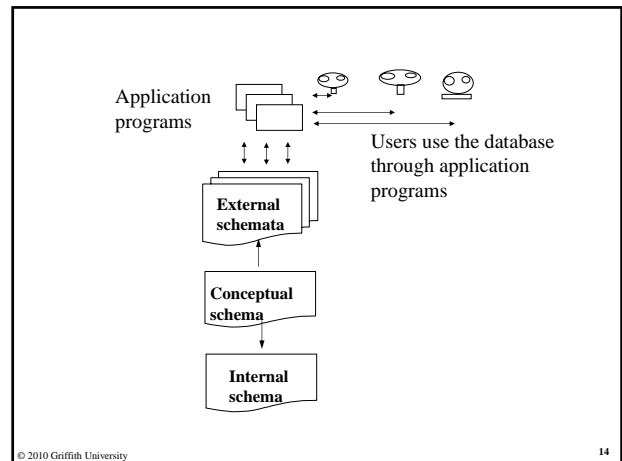 Application
programs
Users use the database
through application
programs
External
schemata
Conceptual
schema
Internal
schema
© 2010 Griffith University
14